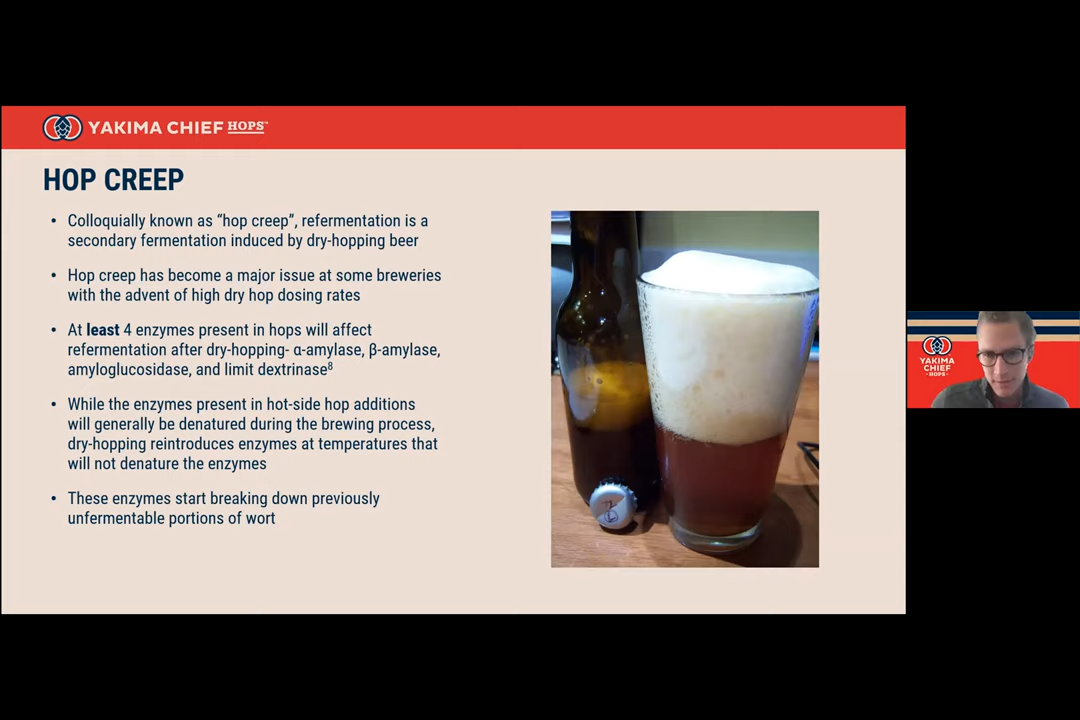 YAKIMA CHIEF HOPS™
HOP CREEP
• Colloquially known as “hop creep”, refermentation is a
secondary fermentation induced by dry-hopping beer
• Hop creep has become a major issue at some breweries
with the advent of high dry hop dosing rates
• At least 4 enzymes present in hops will affect
refermentation after dry-hopping- α-amylase, β-amylase,
amyloglucosidase, and limit dextrinase⁸
• While the enzymes present in hot-side hop additions
will generally be denatured during the brewing process,
dry-hopping reintroduces enzymes at temperatures that
will not denature the enzymes
• These enzymes start breaking down previously
unfermentable portions of wort
YAKIMA
CHIEF
HOPS